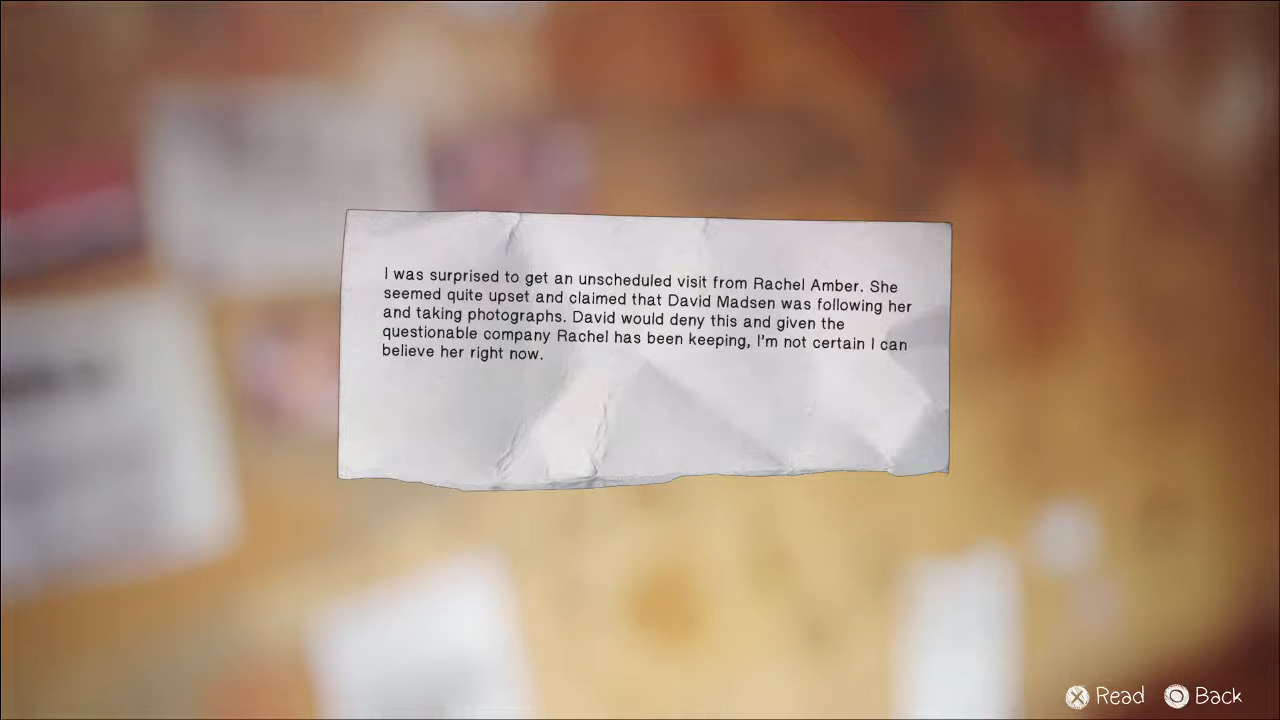 I was surprised to get an unscheduled visit from Rachel Amber. She
seemed quite upset and claimed that David Madsen was following her
and taking photographs. David would deny this and given the
questionable company Rachel has been keeping, I'm not certain I can
believe her right now.
Read
Back